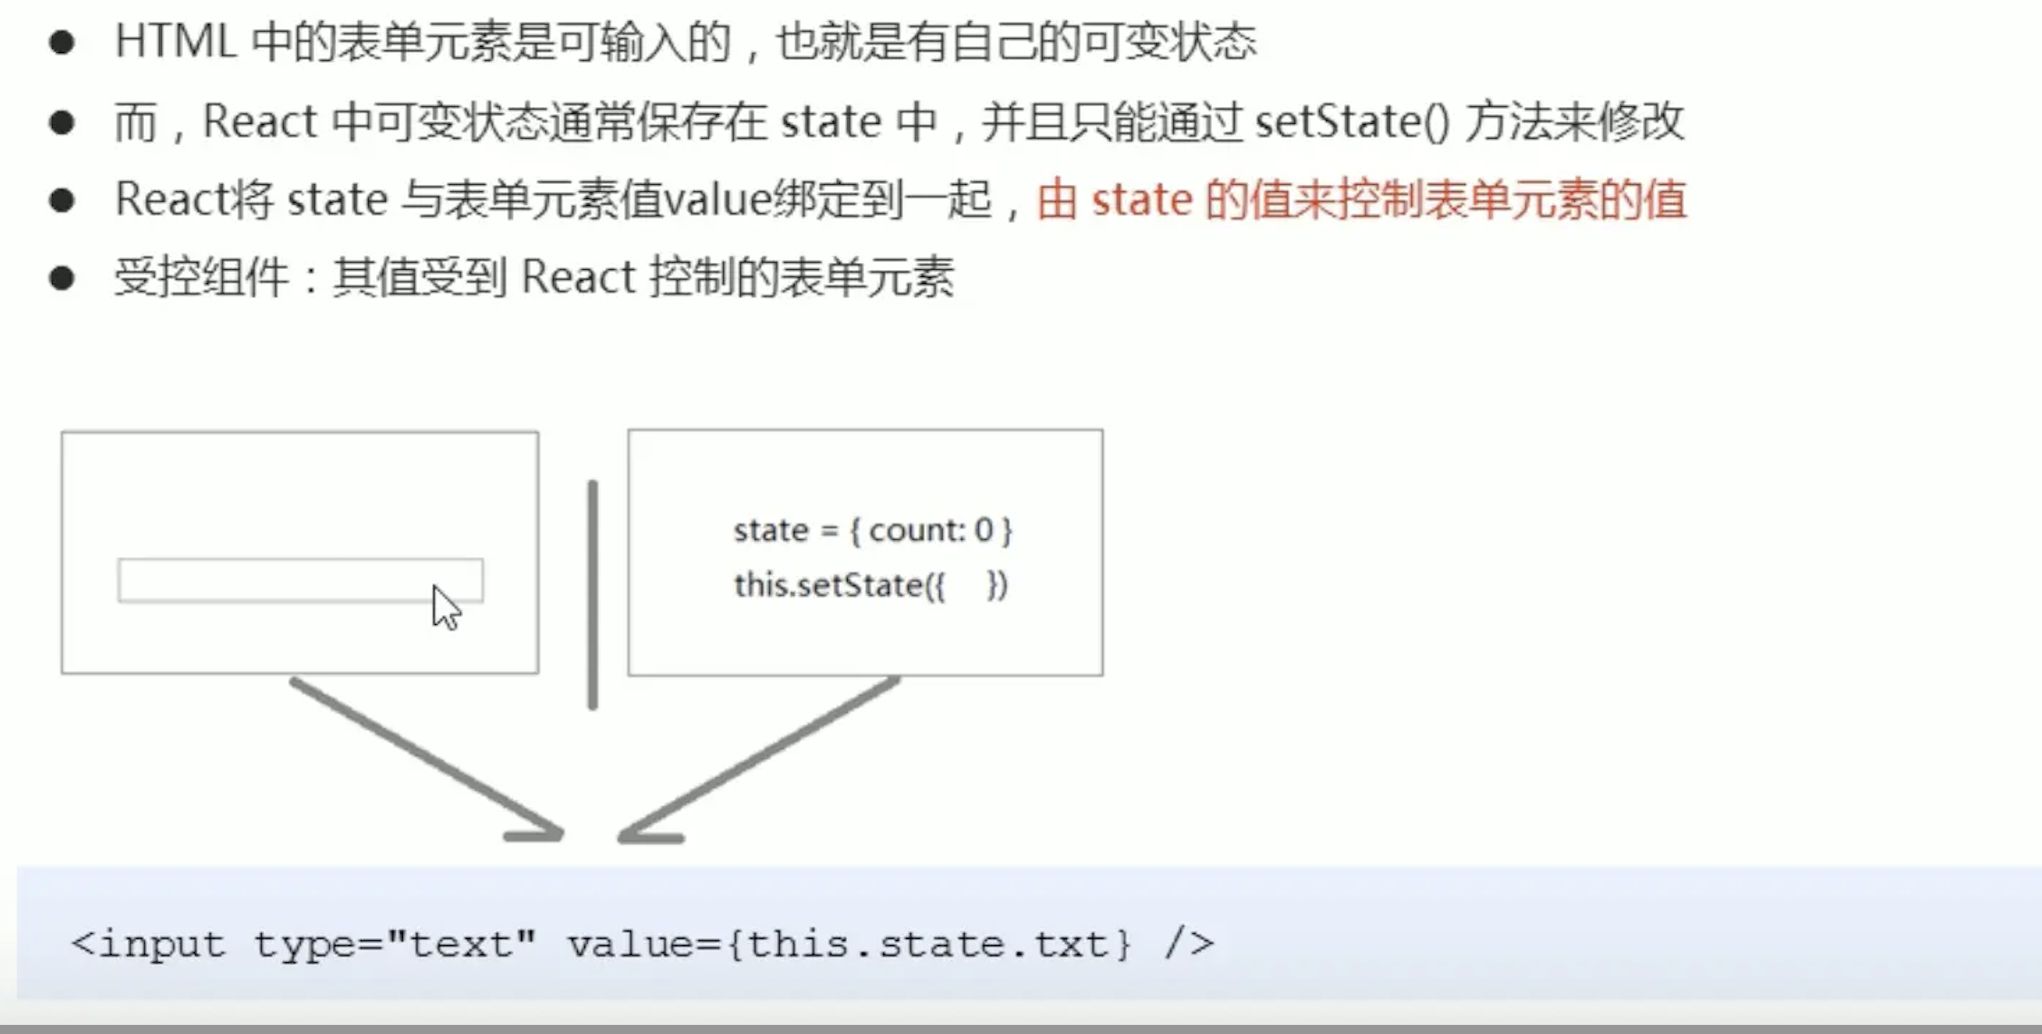 ● HTML 中的表单元素是可输入的，也就是有自己的可变状态
● 而，React 中可变状态通常保存在 state 中，并且只能通过 setState() 方法来修改
● React将 state 与表单元素值value绑定到一起，由 state 的值来控制表单元素的值
● 受控组件：其值受到 React 控制的表单元素
state = { count: 0 }
this.setState({    })
<input type="text" value={this.state.txt} />